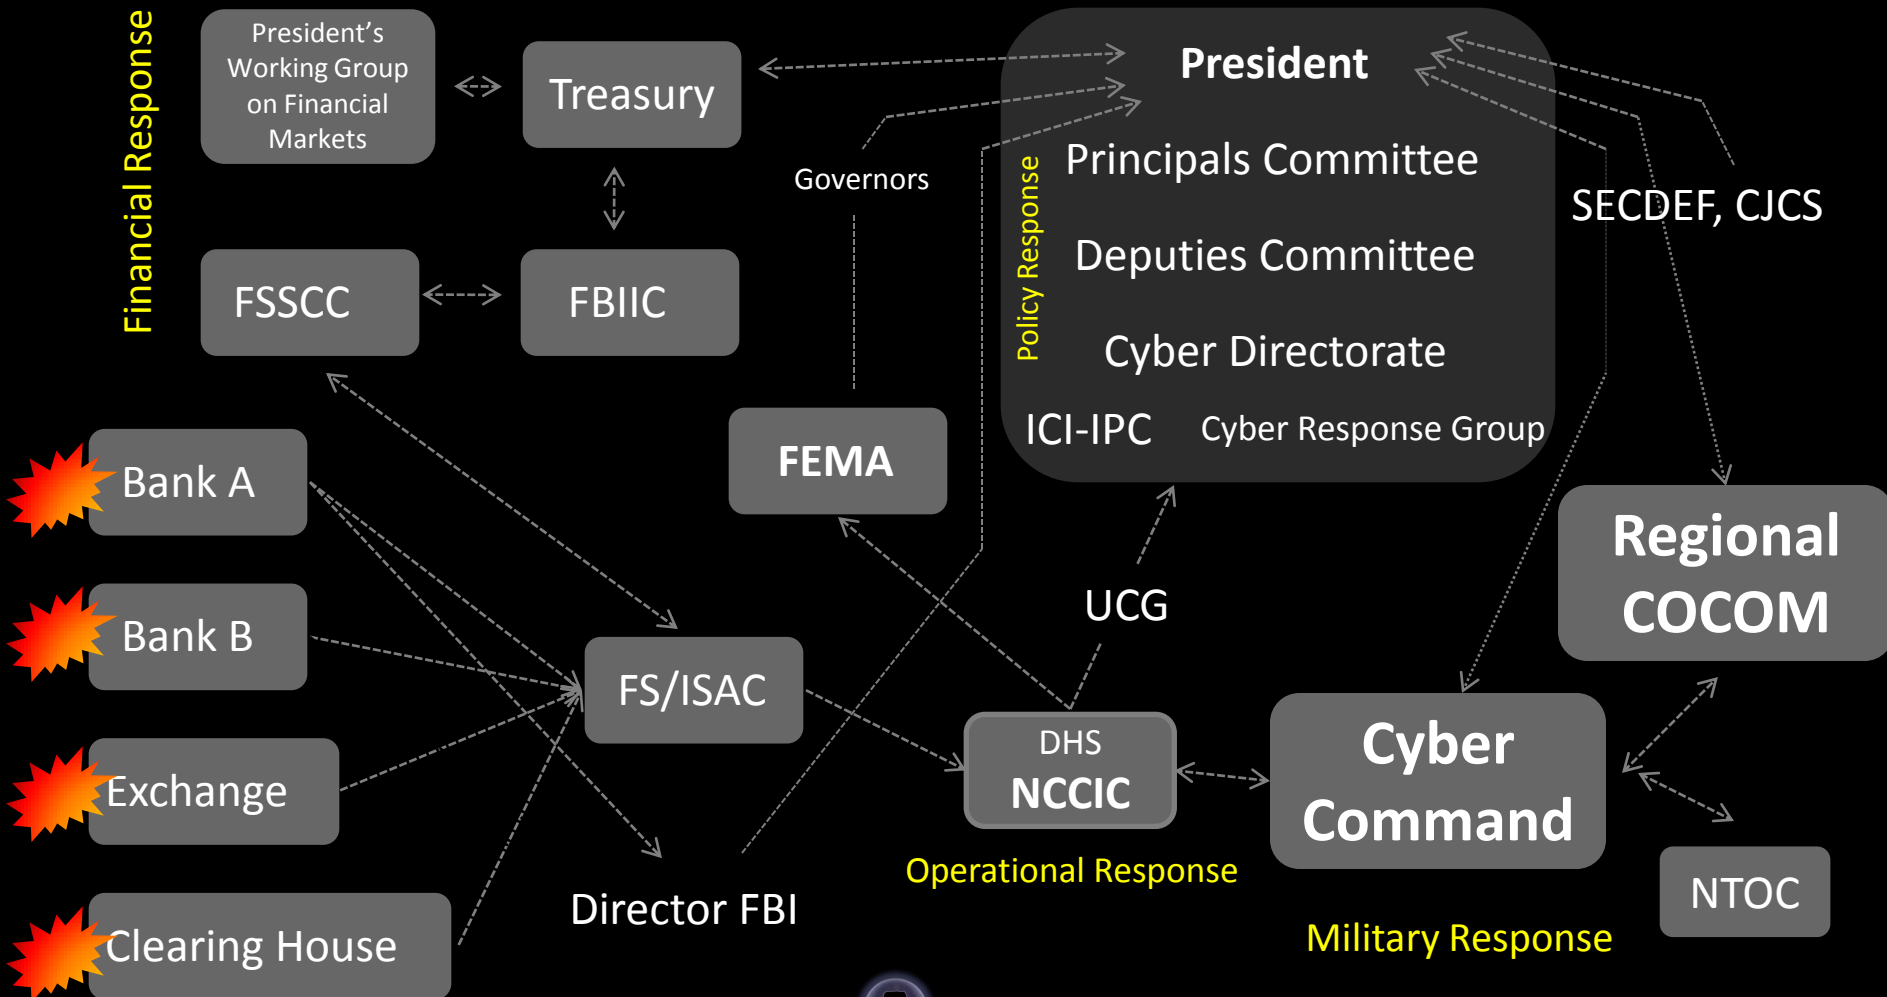 Financial Response
President’s
Working Group
on Financial
Markets
Treasury
FSSCC
FBIIC
Governors
President
Policy Response
Principals Committee
Deputies Committee
Cyber Directorate
ICI-IPC
Cyber Response Group
SECDEF, CJCS
Bank A
Bank B
Exchange
Clearing House
FEMA
FS/ISAC
Director FBI
UCG
DHS
NCCIC
Operational Response
Cyber
Command
Military Response
Regional
COCOM
NTOC